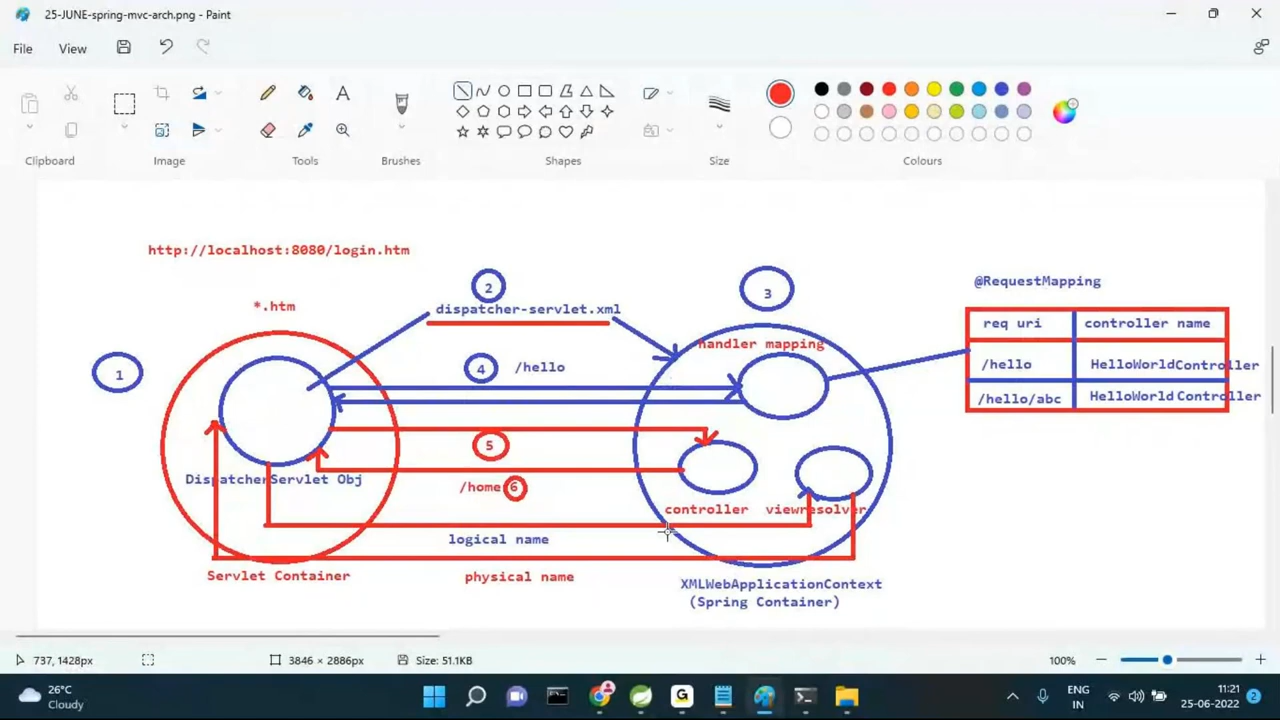 25-JUNE-spring-mvc-arch.png - Paint
File View
Clipboard Image Tools Brushes Shapes Size Colours
http://localhost:8080/login.htm
*.htm
1
2
dispatcher-servlet.xml
3
handler mapping
@RequestMapping
req uri controller name
/hello HelloWorldController
/hello/abc HelloWorld Controller
4 /hello
5
/home 6
DispatcherServlet Obj
controller viewresolver
logical name
Servlet Container
physical name
XMLWebApplicationContext
(Spring Container)
737, 1428px
3846 × 2886px
Size: 51.1KB
100%
26°C
Cloudy
ENG
IN
11:21
25-06-2022
2